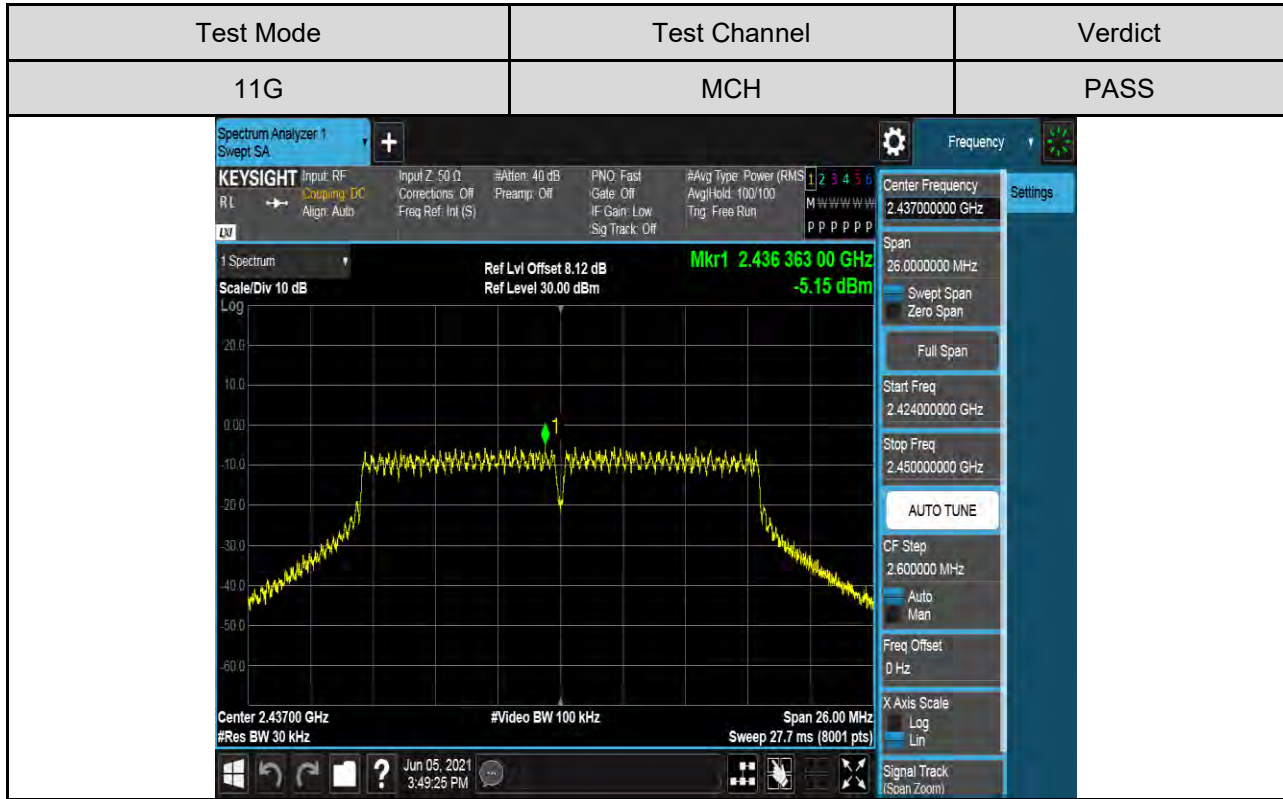 Test Mode Test Channel Verdict
11G MCH PASS
Spectrum Analyzer 1
Swept SA
+
Frequency
KEYSIGHT
RL
LXI
Input: RF
Coupling: DC
Align: Auto
Input Z: 50 Ω
Corrections: Off
Freq Ref: Int (S)
#Atten: 40 dB
Preamp: Off
PNO: Fast
Gate: Off
IF Gain: Low
Sig Track: Off
#Avg Type: Power (RMS
Avg|Hold: 100/100
Trig: Free Run
1 2 3 4 5 6
M W W W W W
P P P P P P
Settings
1 Spectrum
Scale/Div 10 dB
Ref Lvl Offset 8.12 dB
Ref Level 30.00 dBm
Mkr1 2.436 363 00 GHz
-5.15 dBm
Log
20.0
10.0
0.00
-10.0
-20.0
-30.0
-40.0
-50.0
-60.0
1
Center 2.43700 GHz
#Res BW 30 kHz
#Video BW 100 kHz
Span 26.00 MHz
Sweep 27.7 ms (8001 pts)
Center Frequency
2.437000000 GHz
Span
26.0000000 MHz
Swept Span
Zero Span
Full Span
Start Freq
2.424000000 GHz
Stop Freq
2.450000000 GHz
AUTO TUNE
CF Step
2.600000 MHz
Auto
Man
Freq Offset
0 Hz
X Axis Scale
Log
Lin
Signal Track
(Span Zoom)
?
Jun 05, 2021
3:49:25 PM